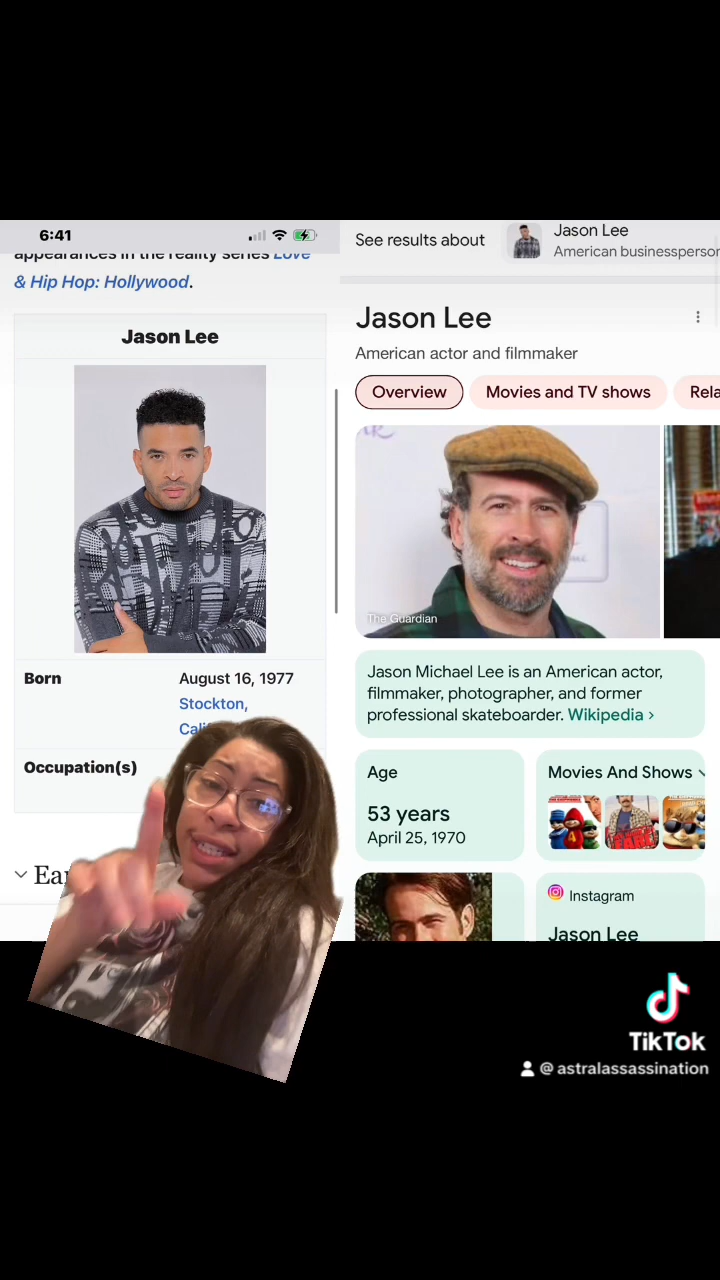 6:41
appearances in the reality series Love
& Hip Hop: Hollywood.
Jason Lee
Born
August 16, 1977
Stockton,
Occupation(s)
See results about
Jason Lee
American businessperson
Jason Lee
American actor and filmmaker
Overview
Movies and TV shows
The Guardian
Jason Michael Lee is an American actor,
filmmaker, photographer, and former
professional skateboarder. Wikipedia >
Age
53 years
April 25, 1970
Movies And Shows
Instagram
Jason Lee
TikTok
@astralassassination